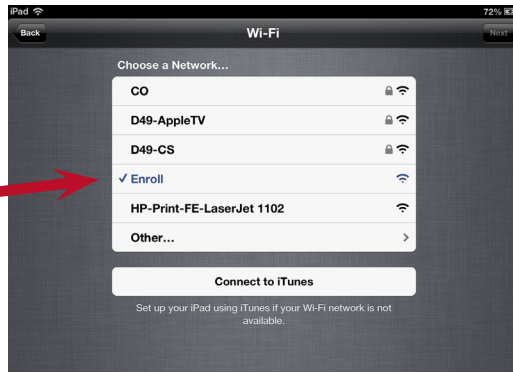 iPad 72%
Back Wi-Fi Next
Choose a Network...
CO
D49-AppleTV
D49-CS
✓ Enroll
HP-Print-FE-LaserJet 1102
Other...
Connect to iTunes
Set up your iPad using iTunes if your Wi-Fi network is not
available.